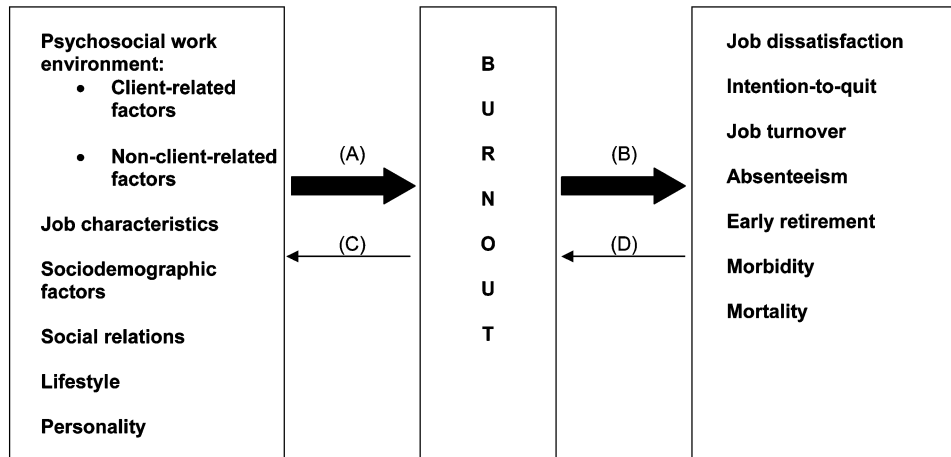 Psychosocial work
environment:
• Client-related
factors
• Non-client-related
factors
Job characteristics
Sociodemographic
factors
Social relations
Lifestyle
Personality
(A)
(C)
B
U
R
N
O
U
T
(B)
(D)
Job dissatisfaction
Intention-to-quit
Job turnover
Absenteeism
Early retirement
Morbidity
Mortality